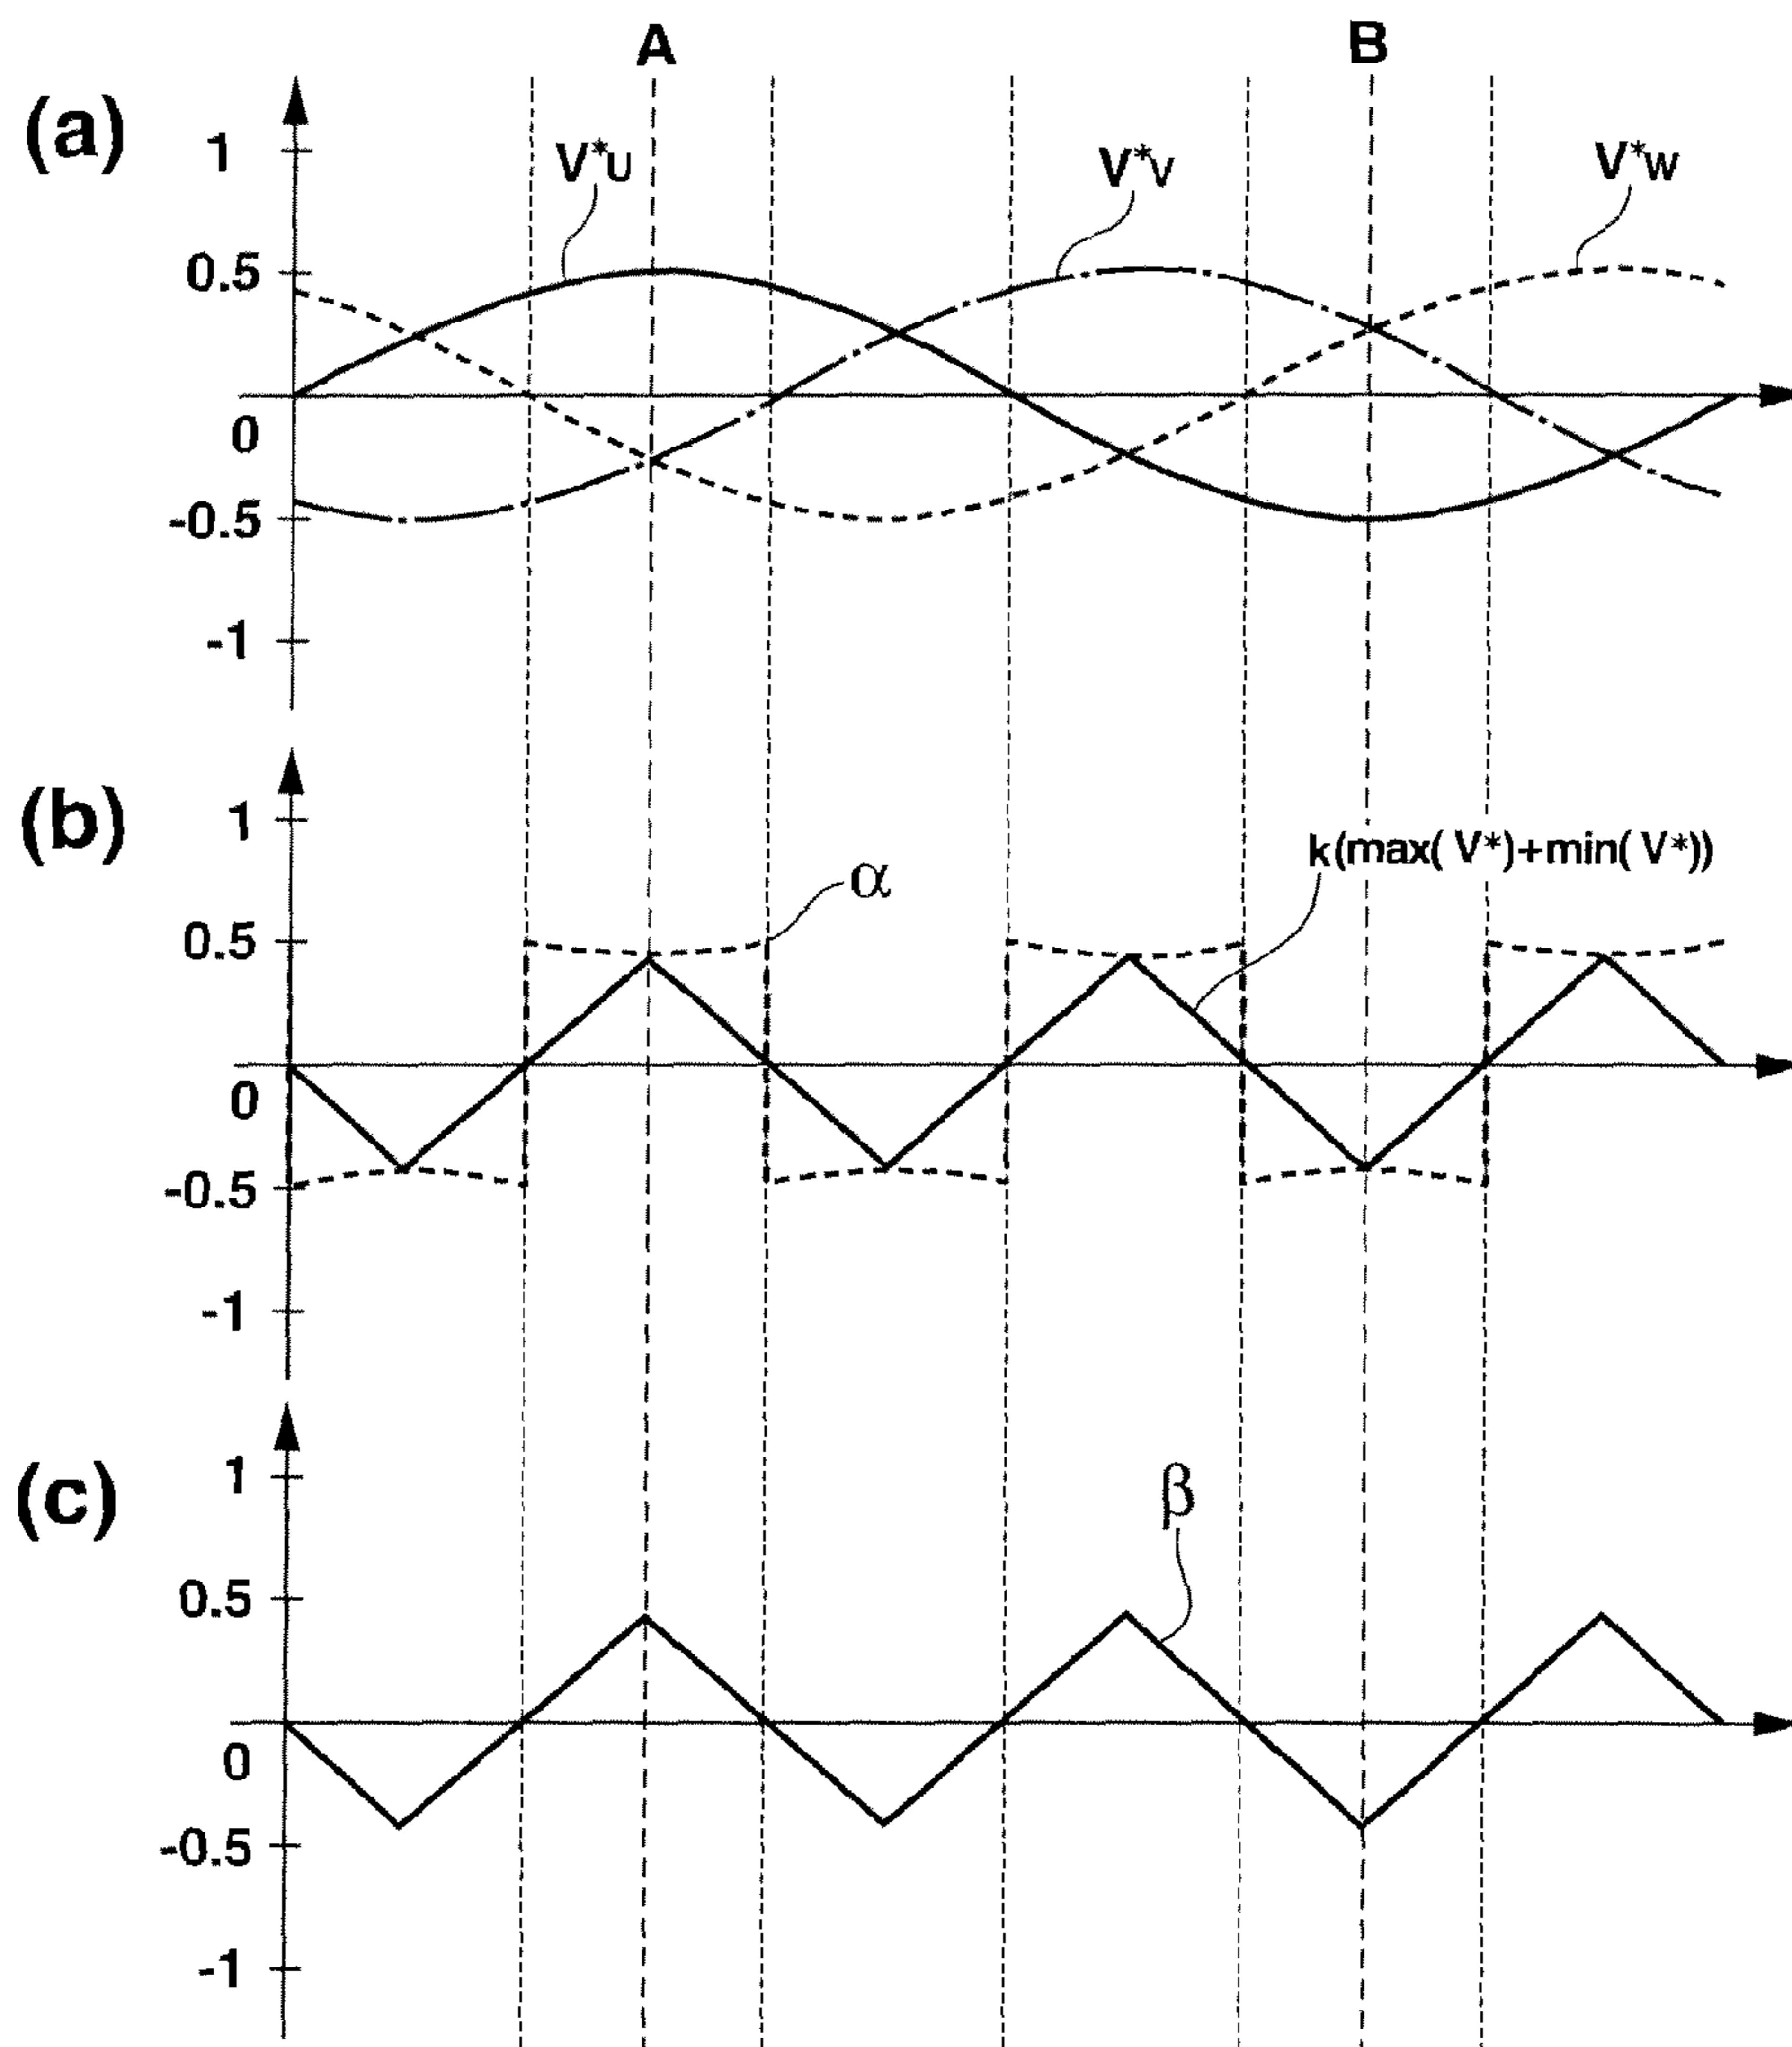 A B
(a)
1
V*U V*V V*W
0.5
0
-0.5
-1
(b)
1
k(max( V*)+min( V*))
α
0.5
0
-0.5
-1
(c)
1
β
0.5
0
-0.5
-1